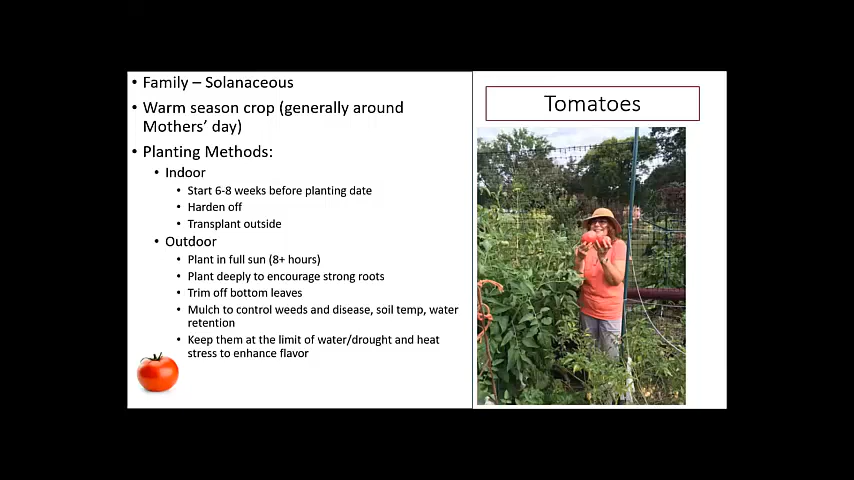 • Family – Solanaceous
• Warm season crop (generally around
Mothers’ day)
• Planting Methods:
• Indoor
• Start 6-8 weeks before planting date
• Harden off
• Transplant outside
• Outdoor
• Plant in full sun (8+ hours)
• Plant deeply to encourage strong roots
• Trim off bottom leaves
• Mulch to control weeds and disease, soil temp, water
retention
• Keep them at the limit of water/drought and heat
stress to enhance flavor
Tomatoes